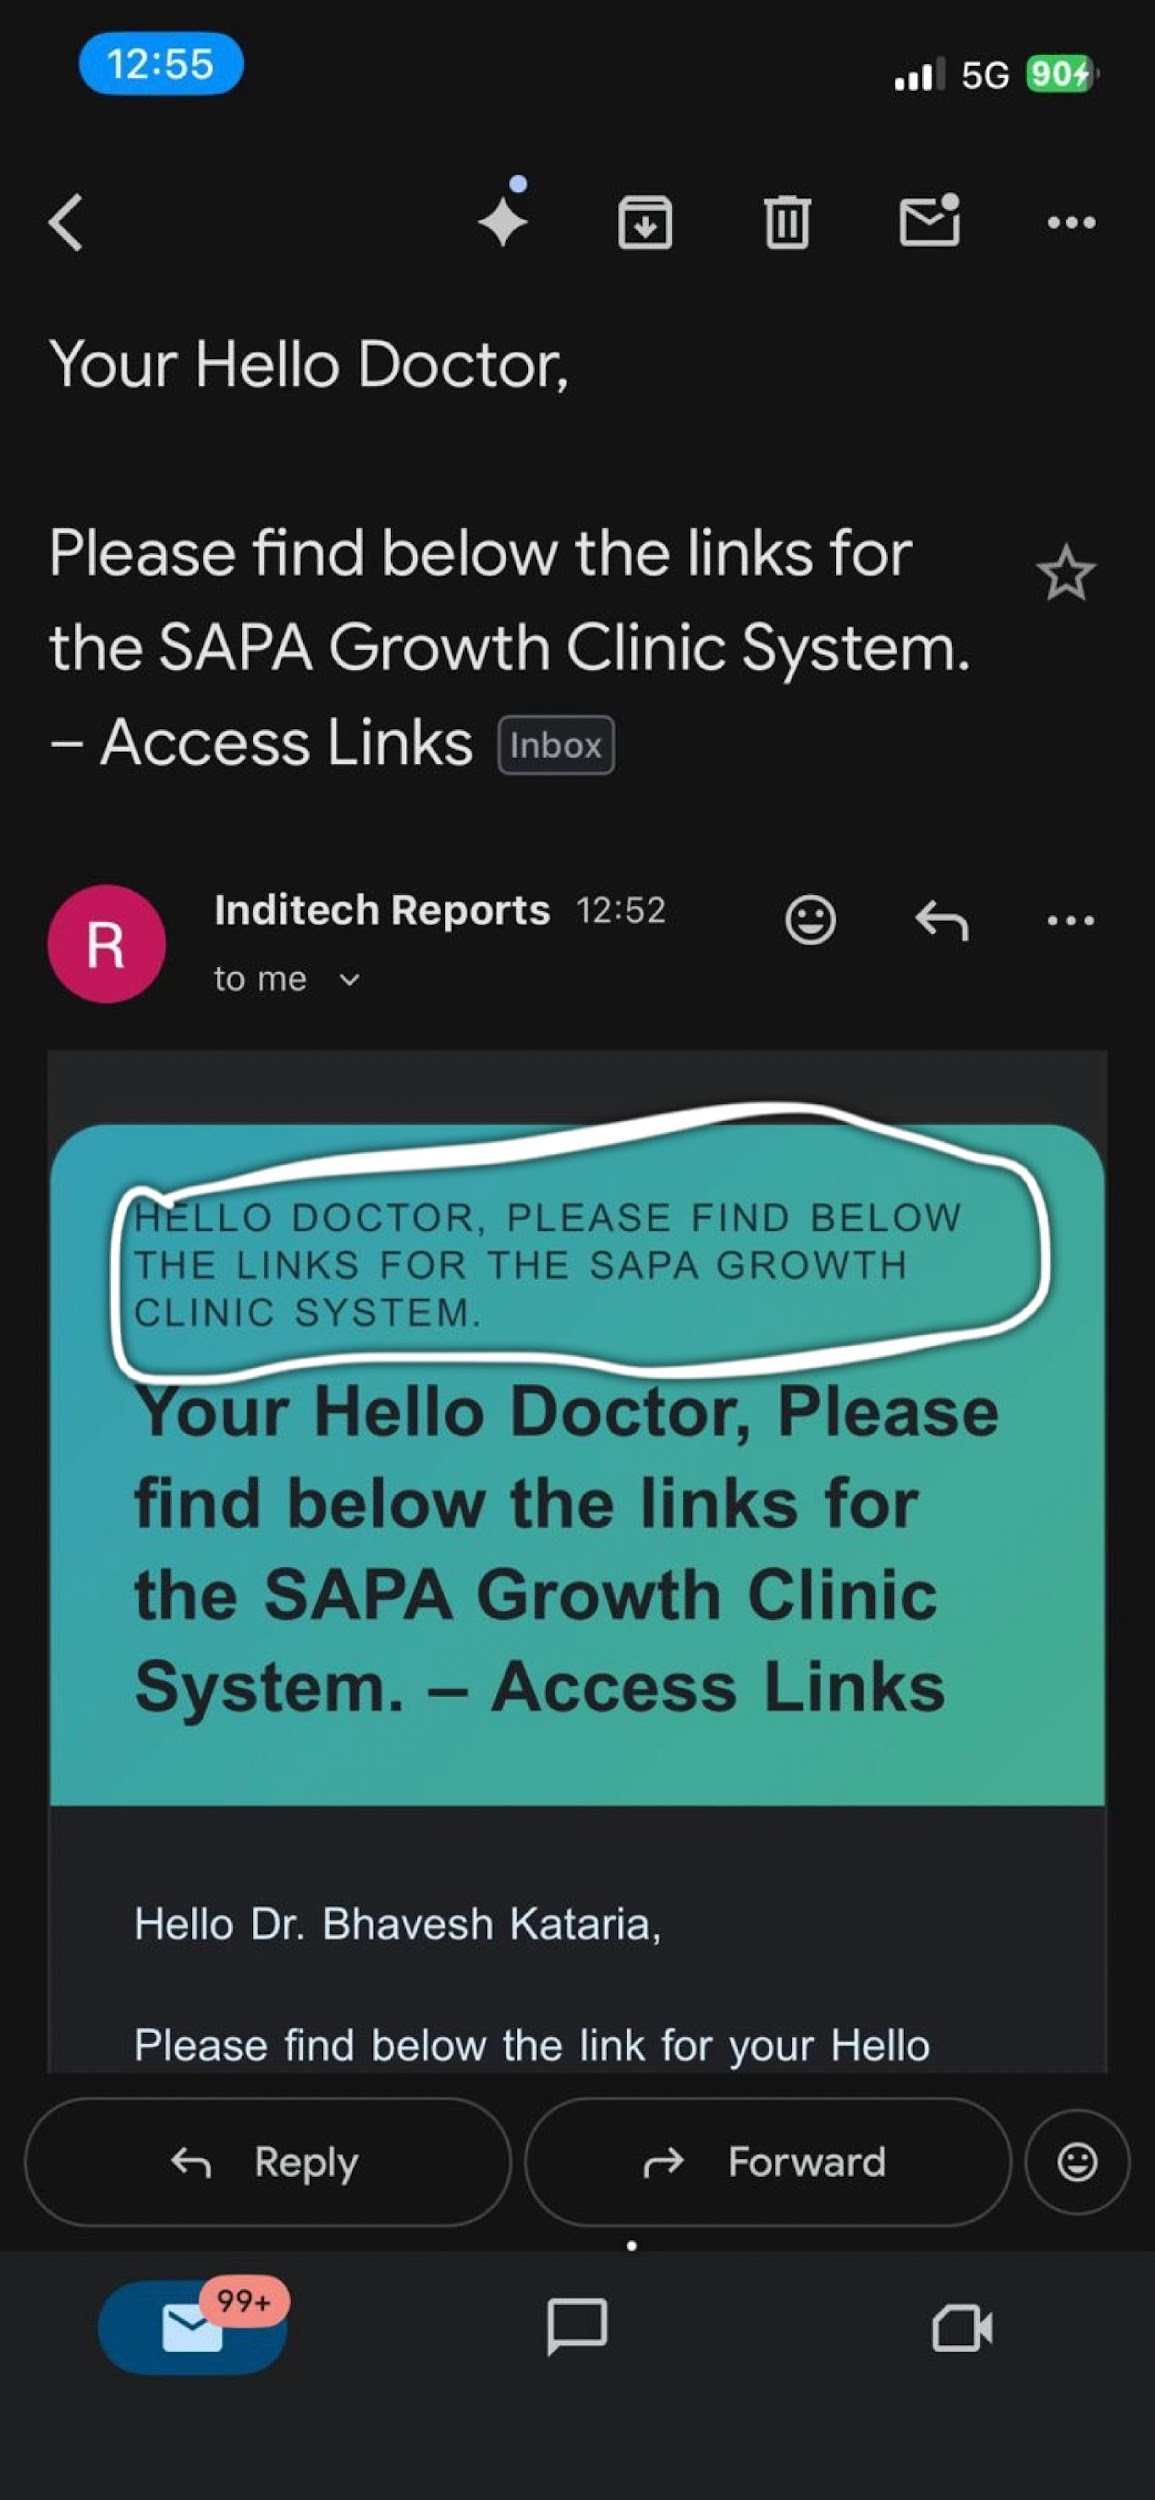 12:55
5G 90
Your Hello Doctor,
Please find below the links for
the SAPA Growth Clinic System.
– Access Links Inbox
R
Inditech Reports 12:52
to me
HELLO DOCTOR, PLEASE FIND BELOW
THE LINKS FOR THE SAPA GROWTH
CLINIC SYSTEM.
Your Hello Doctor, Please
find below the links for
the SAPA Growth Clinic
System. – Access Links
Hello Dr. Bhavesh Kataria,
Please find below the link for your Hello
Reply Forward
99+